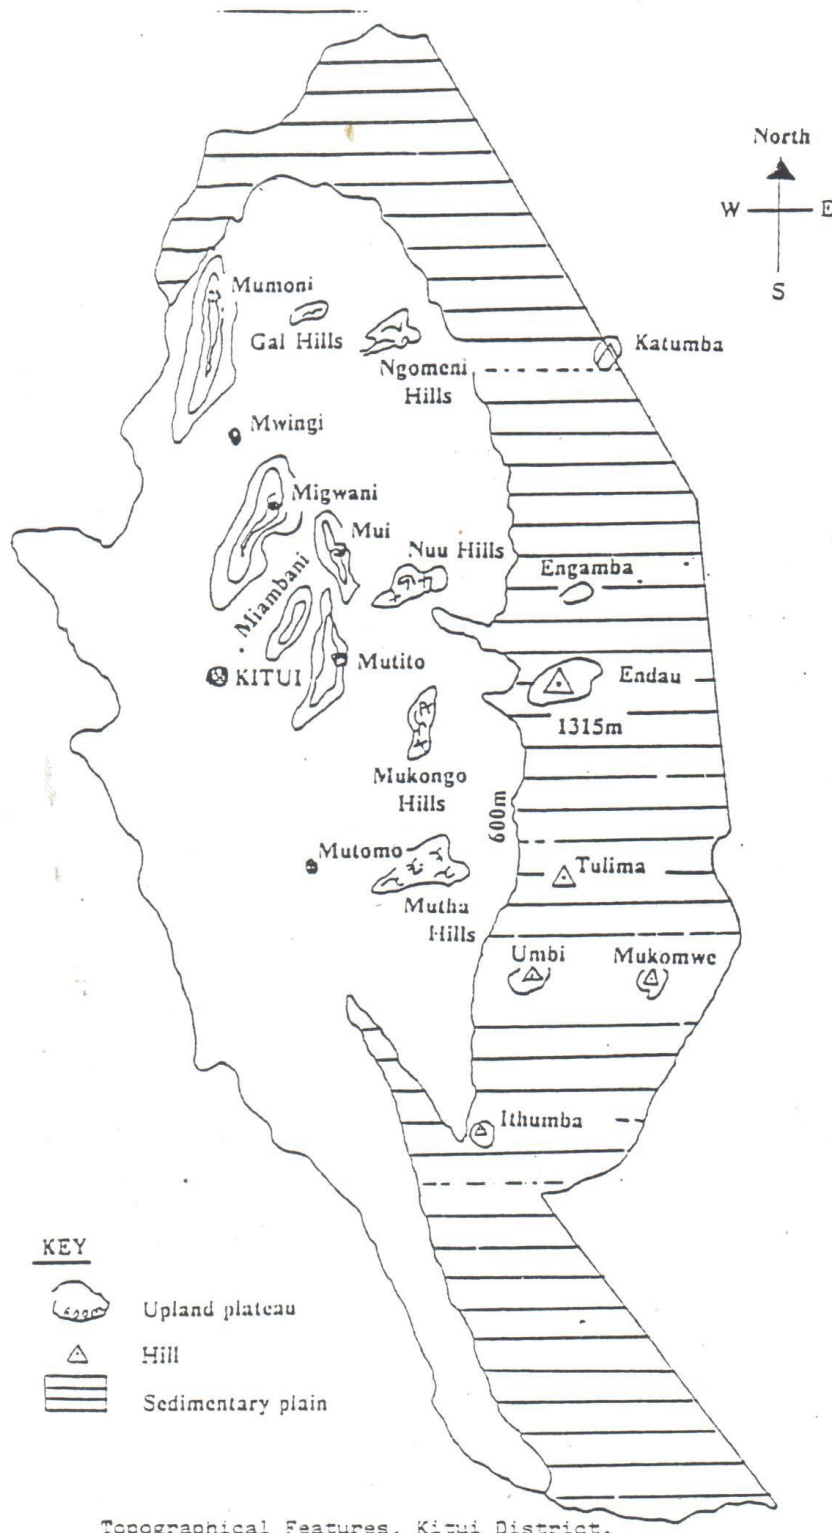 North
W E
S
Mumoni
Gal Hills
Ngomeni
Hills
Katumba
Mwingi
Migwani
Mui
Nuu Hills
Engamba
Miambani
KITUI
Mutito
Endau
1315m
Mukongo
Hills
600m
Mutomo
Tulima
Mutha
Hills
Umbi
Mukomwe
Ithumba
KEY
600m
Upland plateau
Hill
Sedimentary plain
Topographical Features, Kitui District.